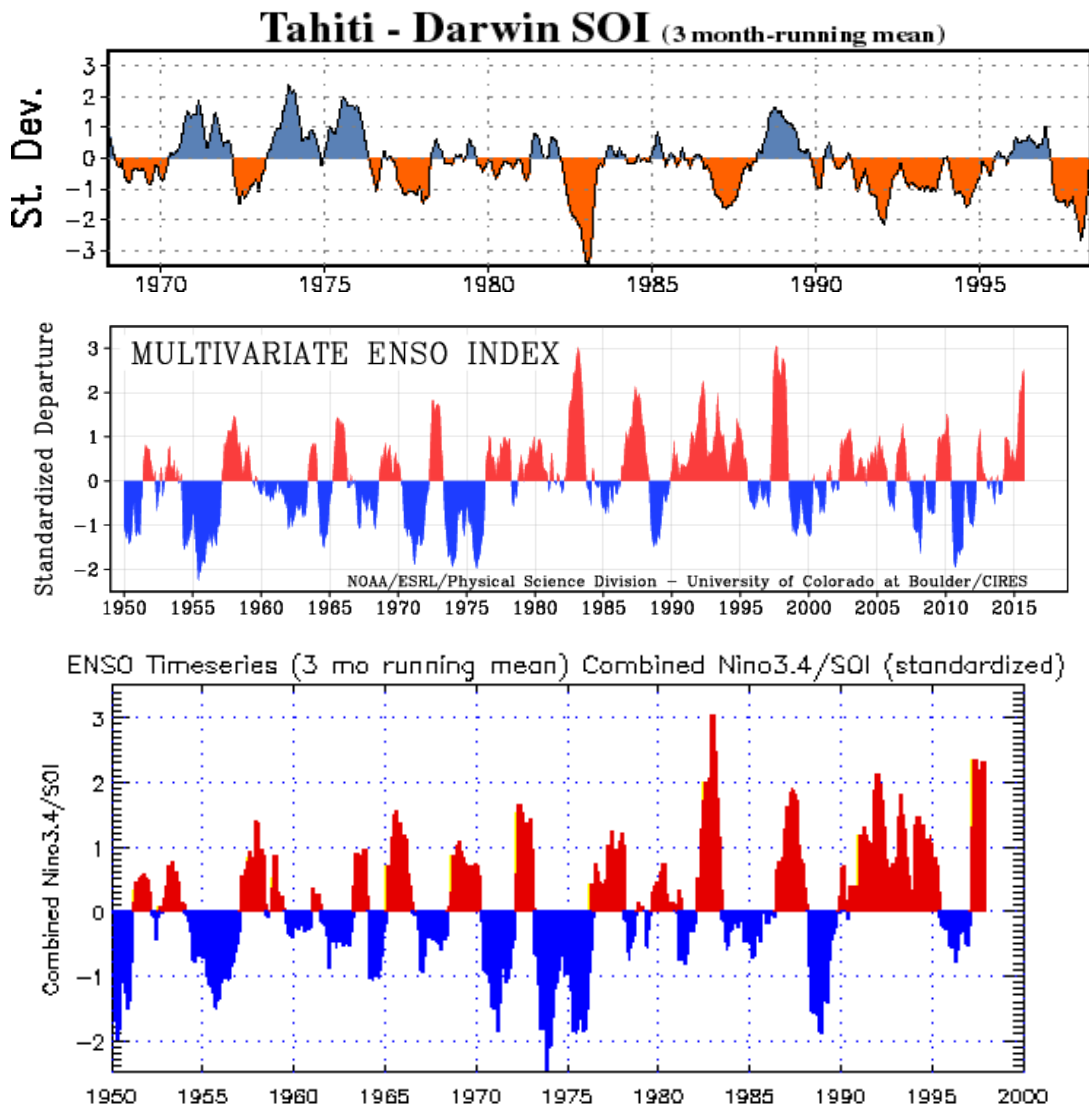 Tahiti - Darwin SOI (3 month-running mean)
St. Dev.
3
2
1
0
-1
-2
-3
1970 1975 1980 1985 1990 1995
Standardized Departure
MULTIVARIATE ENSO INDEX
3
2
1
0
-1
-2
NOAA/ESRL/Physical Science Division - University of Colorado at Boulder/CIRES
1950 1955 1960 1965 1970 1975 1980 1985 1990 1995 2000 2005 2010 2015
ENSO Timeseries (3 mo running mean) Combined Nino3.4/SOI (standardized)
Combined Nino3.4/SOI
3
2
1
0
-1
-2
1950 1955 1960 1965 1970 1975 1980 1985 1990 1995 2000